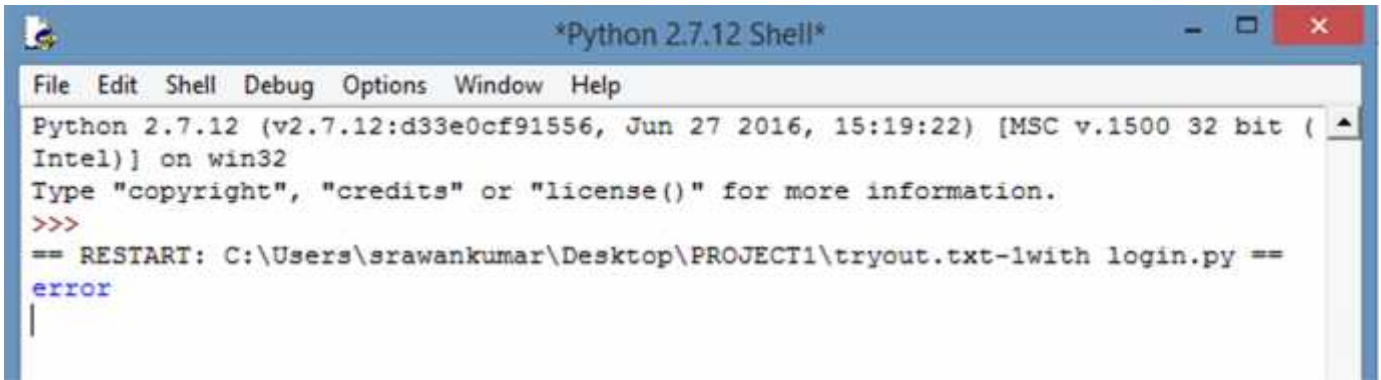 *Python 2.7.12 Shell*
File Edit Shell Debug Options Window Help
Python 2.7.12 (v2.7.12:d33e0cf91556, Jun 27 2016, 15:19:22) [MSC v.1500 32 bit (
Intel)] on win32
Type "copyright", "credits" or "license()" for more information.
>>>
== RESTART: C:\Users\srawankumar\Desktop\PROJECT1\tryout.txt-1with login.py ==
error